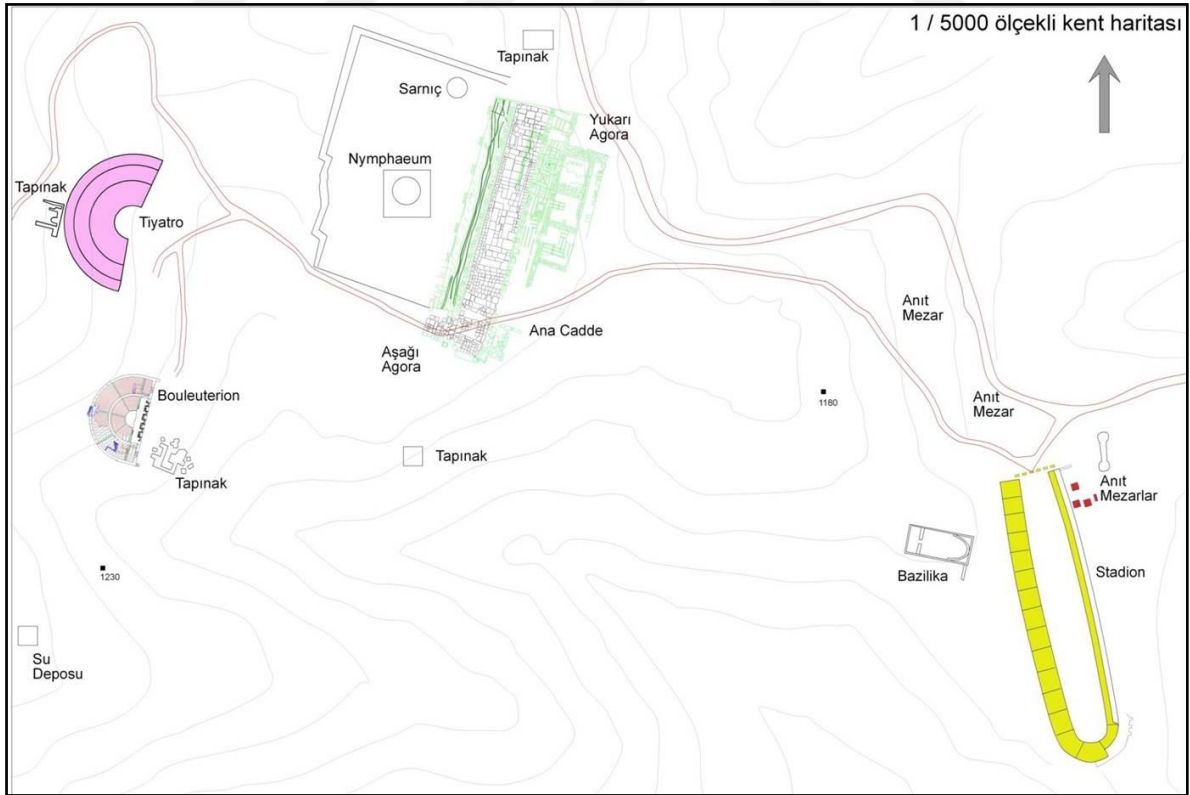 1 / 5000 ölçekli kent haritası
Tapınak
Sarnıç
Yukarı
Agora
Nymphaeum
Tapınak
Tiyatro
Anıt
Mezar
Ana Cadde
Aşağı
Agora
Bouleuterion
1180
Anıt
Mezar
Tapınak
Tapınak
Anıt
Mezarlar
1230
Bazilika
Stadion
Su
Deposu